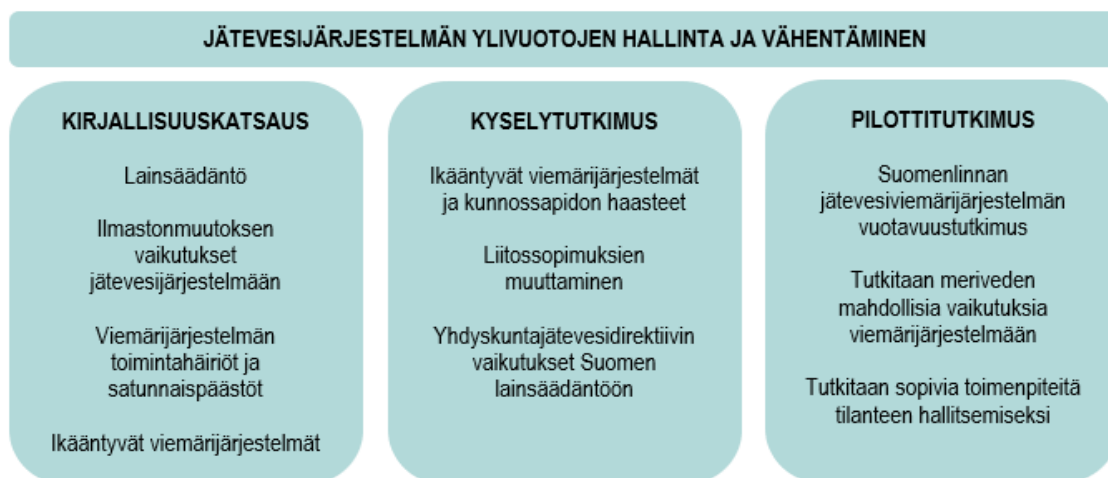 JÄTEVESIJÄRJESTELMÄN YLIVUOTOJEN HALLINTA JA VÄHENTÄMINEN
KIRJALLISUUSKATSAUS
Lainsäädäntö
Ilmastonmuutoksen
vaikutukset
jätevesijärjestelmään
Viemärijärjestelmän
toimintahäiriöt ja
satunnaispäästöt
Ikääntyvät viemärijärjestelmät
KYSELYTUTKIMUS
Ikääntyvät viemärijärjestelmät
ja kunnossapidon haasteet
Liitossopimuksien
muuttaminen
Yhdyskuntajätevesidirektiivin
vaikutukset Suomen
lainsäädäntöön
PILOTTITUTKIMUS
Suomenlinnan
jätevesiviemärijärjestelmän
vuotavuustutkimus
Tutkitaan meriveden
mahdollisia vaikutuksia
viemärijärjestelmään
Tutkitaan sopivia toimenpiteitä
tilanteen hallitsemiseksi